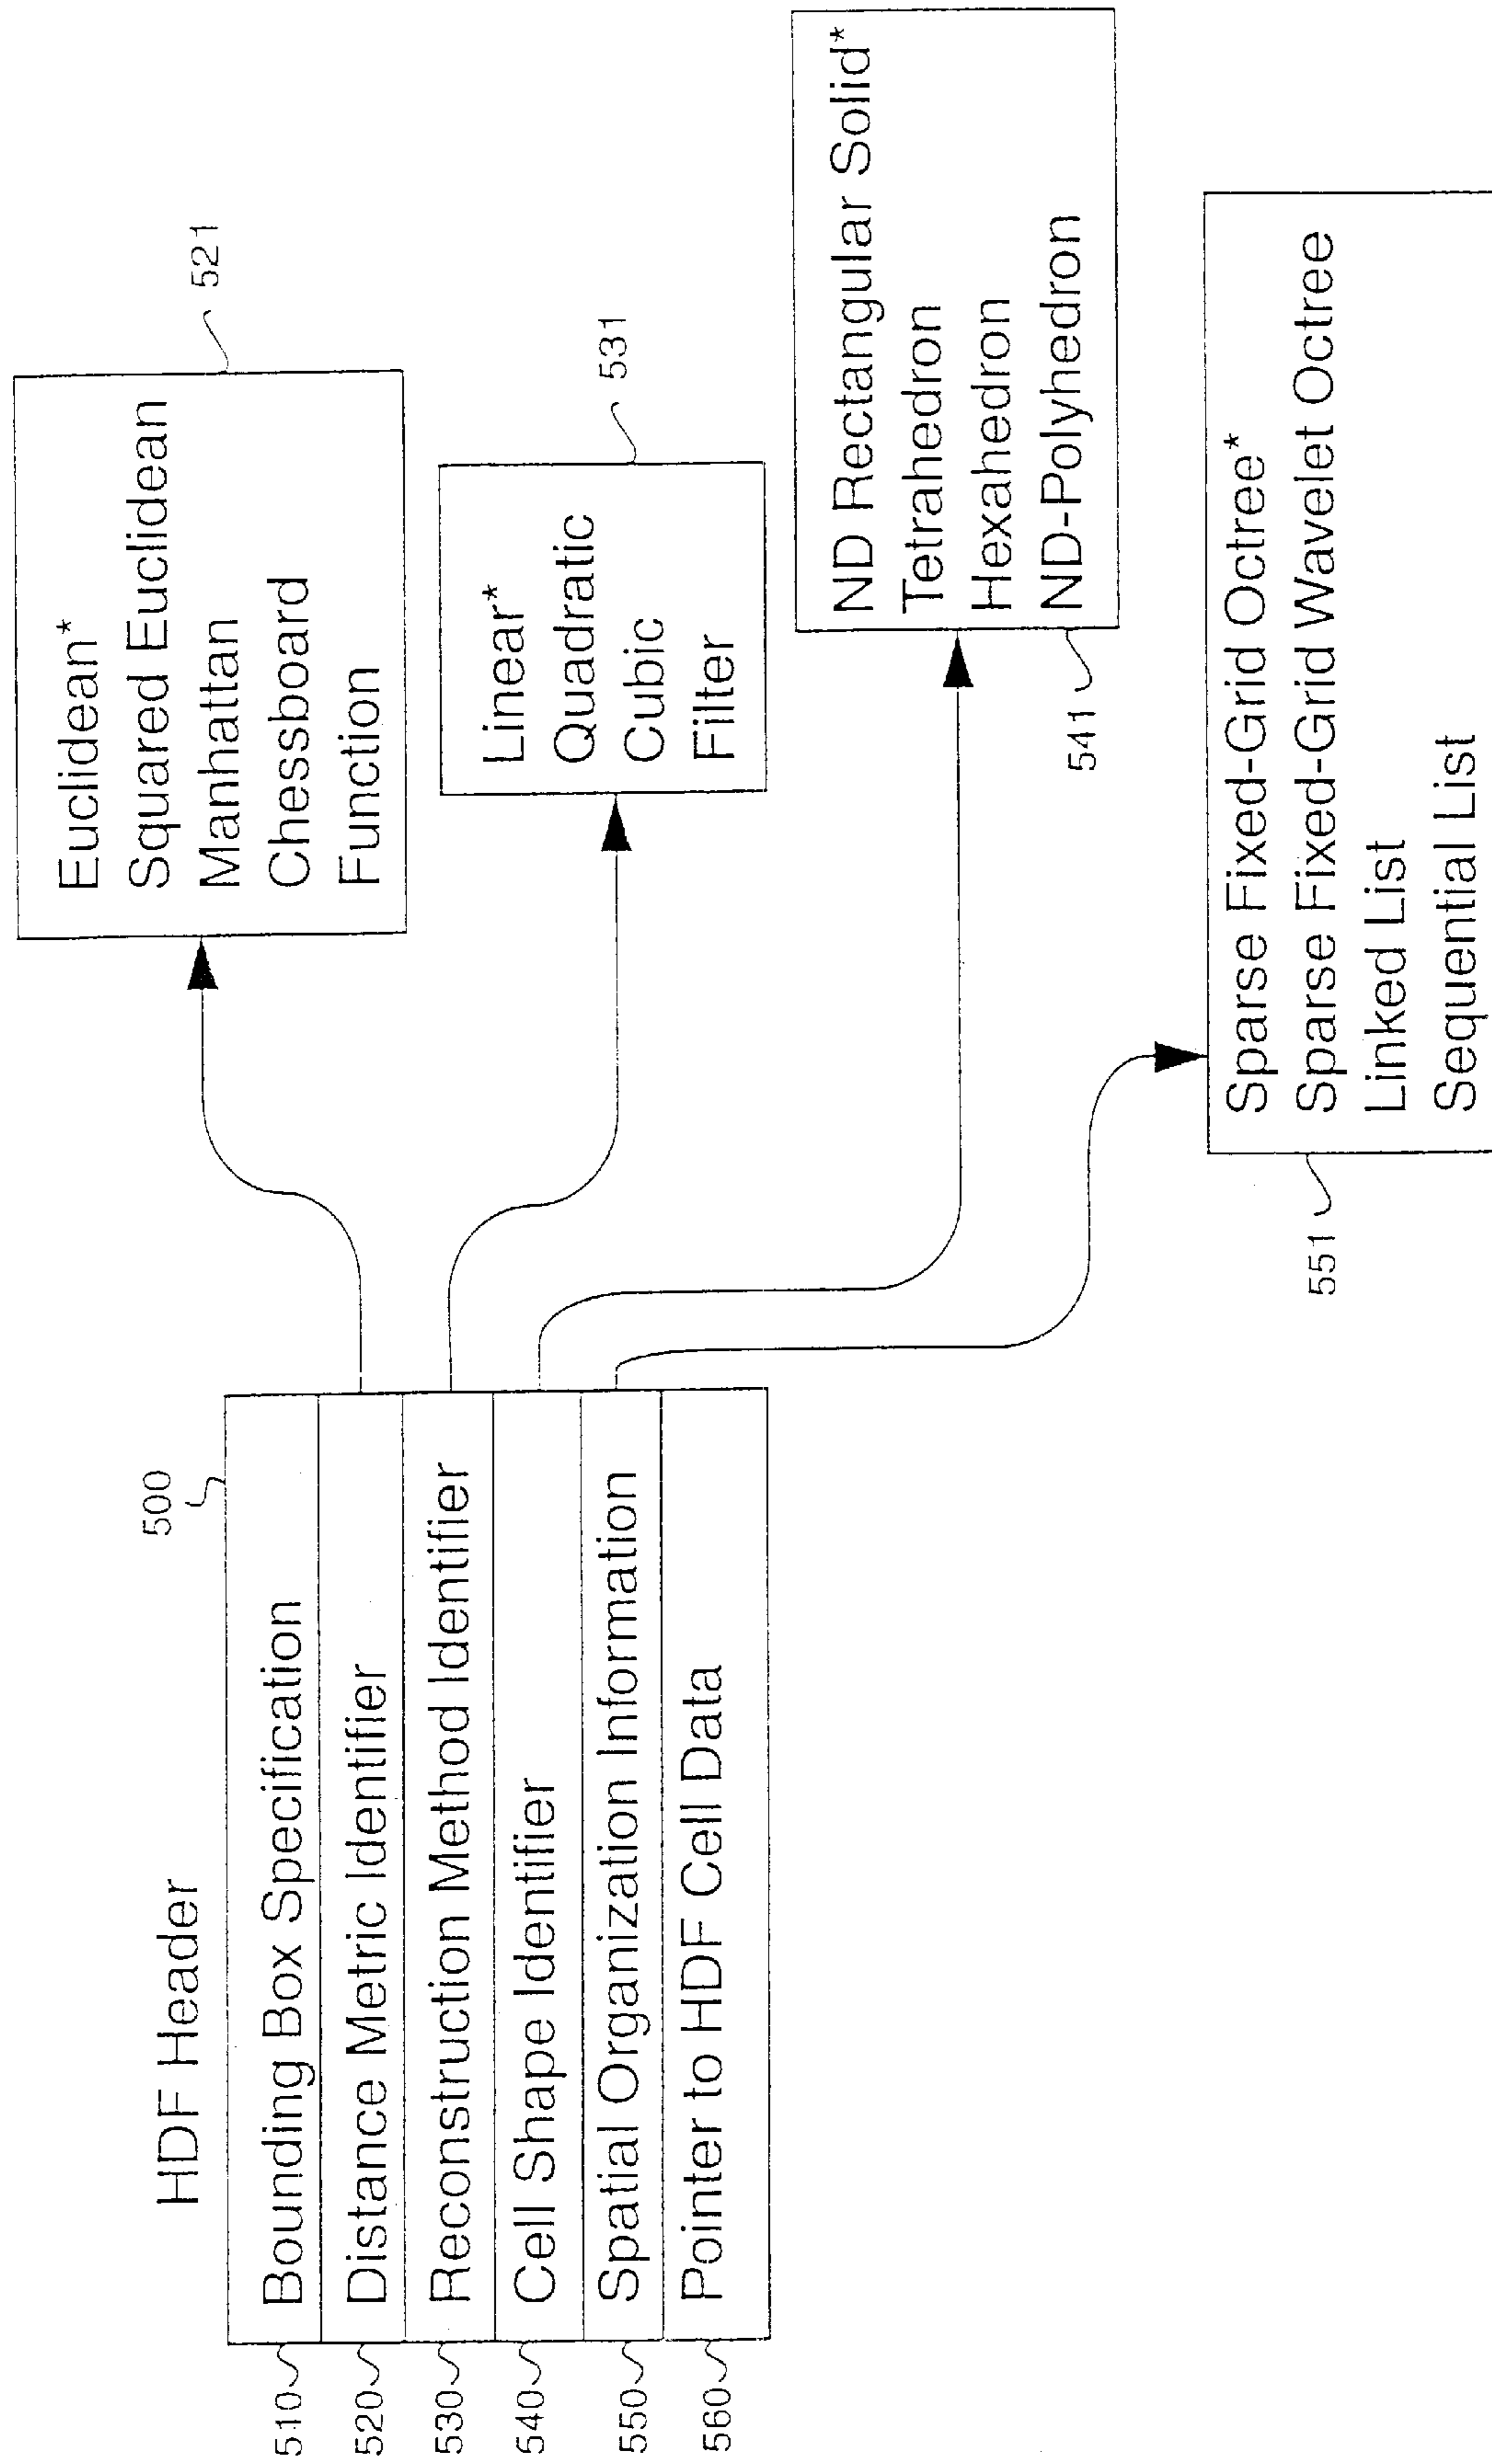 HDF Header
500
510
Bounding Box Specification
520
Distance Metric Identifier
530
Reconstruction Method Identifier
540
Cell Shape Identifier
550
Spatial Organization Information
560
Pointer to HDF Cell Data
Euclidean*
Squared Euclidean
Manhattan
Chessboard
Function
521
Linear*
Quadratic
Cubic
Filter
531
ND Rectangular Solid*
Tetrahedron
Hexahedron
ND-Polyhedron
541
Sparse Fixed-Grid Octree*
Sparse Fixed-Grid Wavelet Octree
Linked List
Sequential List
551